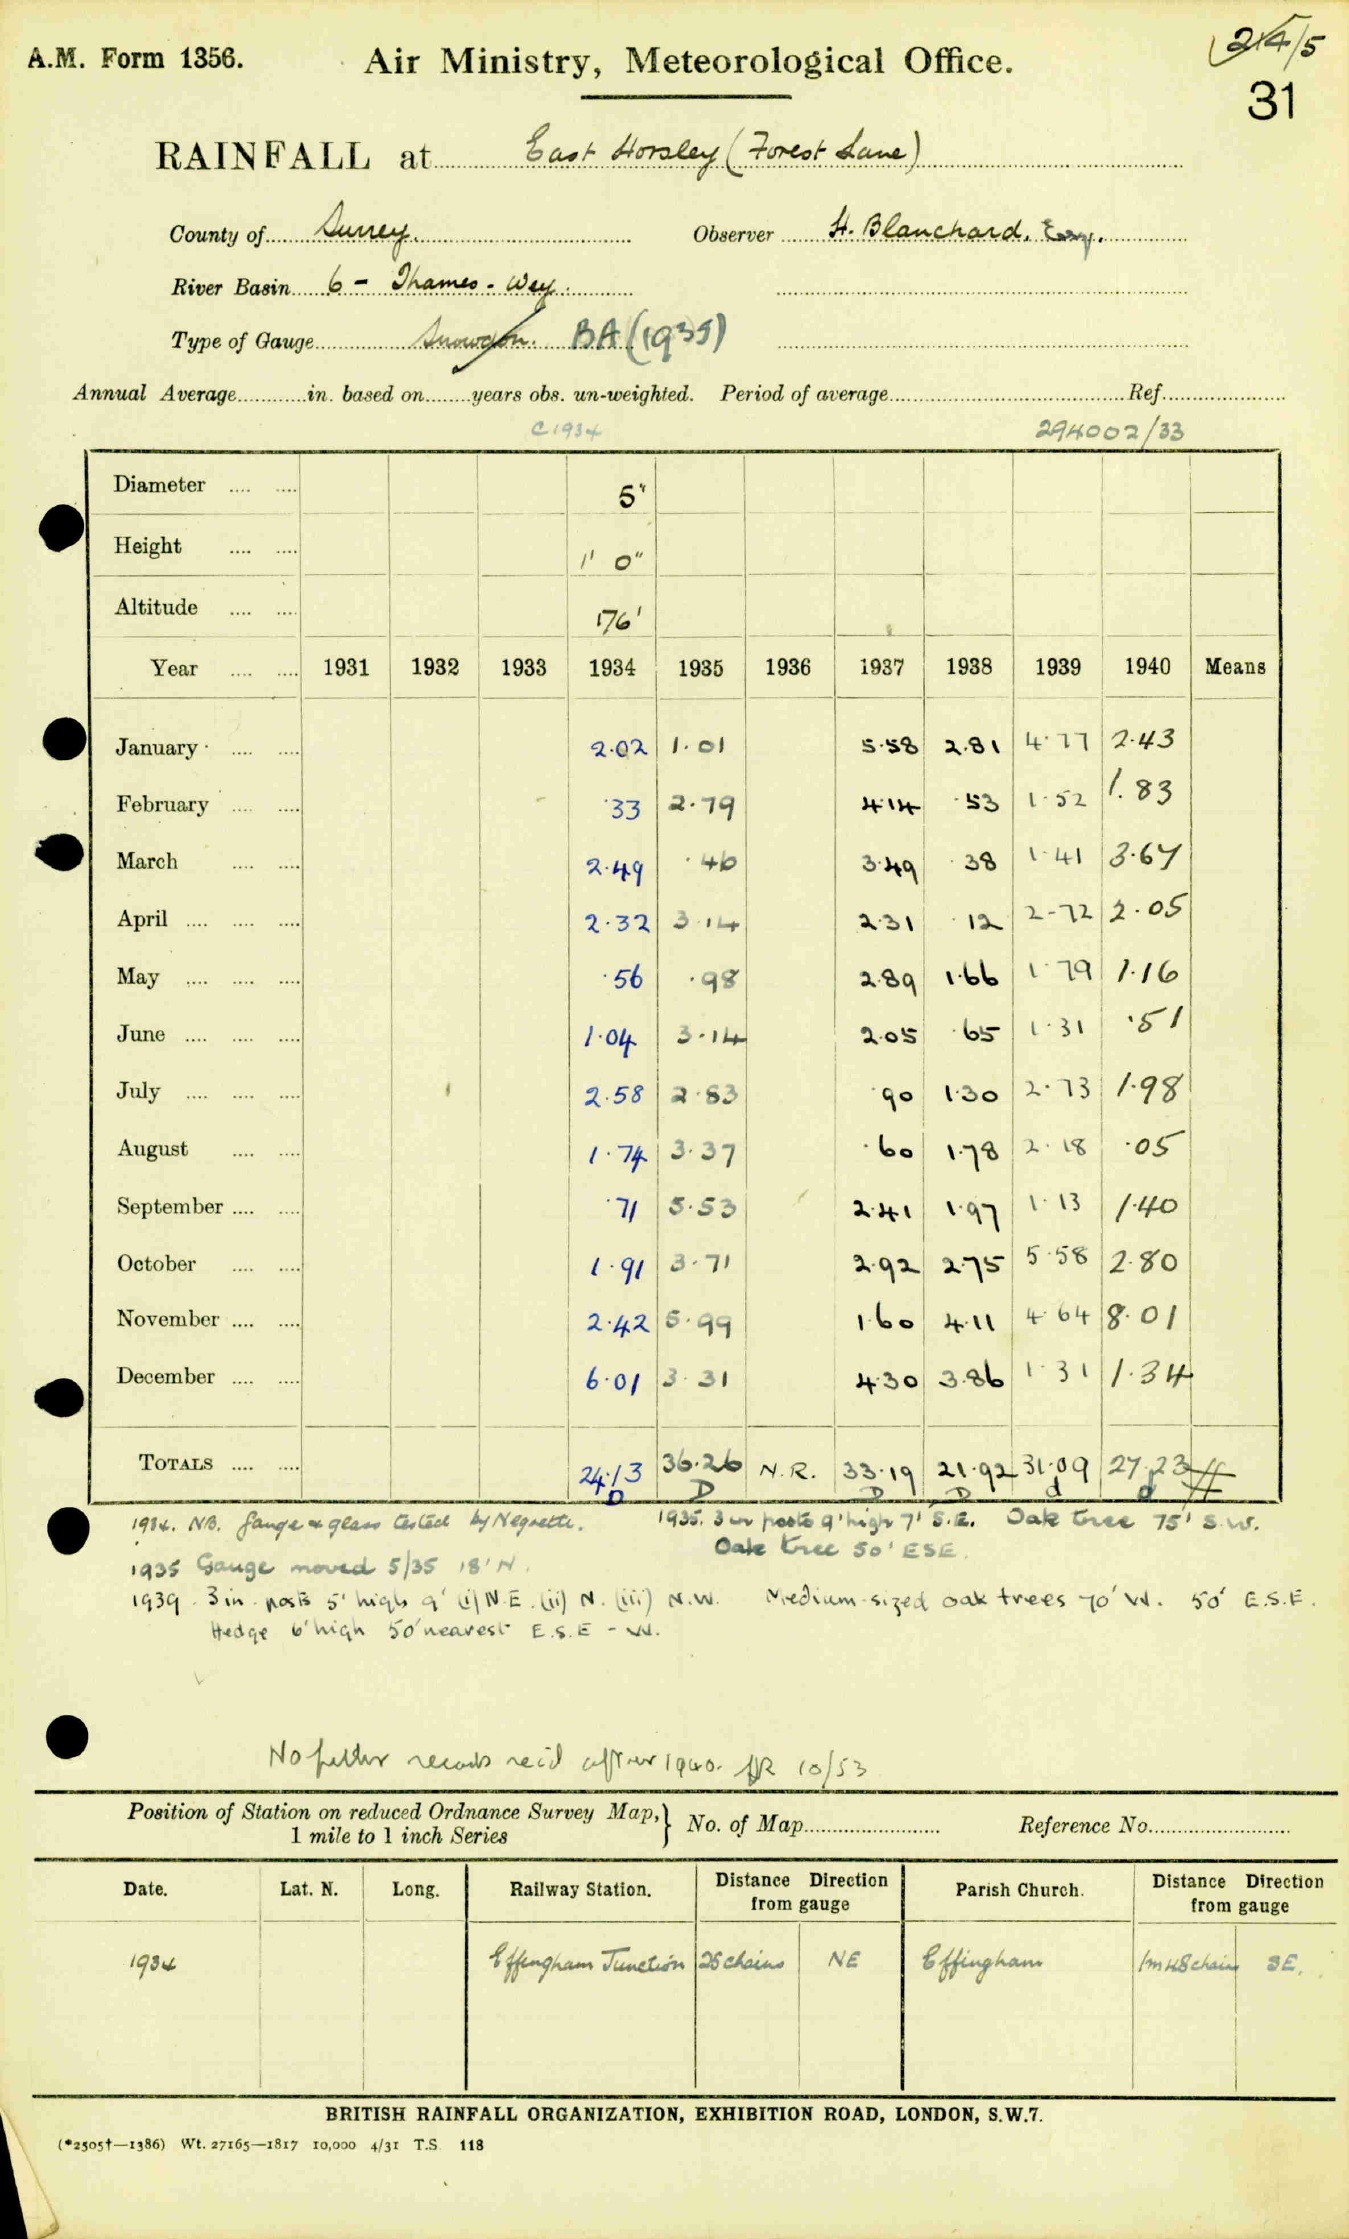 A.M. Form 1356.
Air Ministry, Meteorological Office.
214/5
31
RAINFALL at East Horsley (Forest Lane)
County of Surrey. Observer H. Blanchard, Esq.
River Basin 6 - Thames - Wey.
Type of Gauge Snowdon. BA (1935)
Annual Average in. based on years obs. un-weighted. Period of average Ref.
C 1934 294002/33
Diameter 5"
Height 1' 0"
Altitude 176'
Year 1931 1932 1933 1934 1935 1936 1937 1938 1939 1940 Means
January 2.02 1.01 5.58 2.81 4.77 2.43
February .33 2.79 4.14 .53 1.52 1.83
March 2.49 .46 3.49 .38 1.41 3.67
April 2.32 3.14 2.31 .12 2.72 2.05
May .56 .98 2.89 1.66 1.79 1.16
June 1.04 3.14 2.05 .65 1.31 .51
July 2.58 2.83 .90 1.30 2.73 1.98
August 1.74 3.37 .60 1.78 2.18 .05
September 71 5.53 2.41 1.97 1.13 1.40
October 1.91 3.71 2.92 2.75 5.58 2.80
November 2.42 5.99 1.60 4.11 4.64 8.01
December 6.01 3.31 4.30 3.86 1.31 1.34
TOTALS 24.13 36.26 N.R. 33.19 21.92 31.09 27.23
D D D D d d
1934. NB. Gauge & glass tested by Negretti. 1935. 3 in posts 9' high 7' S.E. Oak tree 75' S.W.
Oak tree 50' ESE.
1935 Gauge moved 5/35 18' N.
1939. 3 in. posts 5' high 9' (i) N.E. (ii) N. (iii) N.W. Medium-sized oak trees 70' W. 50' E.S.E.
Hedge 6' high 50' nearest E.S.E - W.
No further records rec'd after 1940. 10/53
Position of Station on reduced Ordnance Survey Map, } No. of Map Reference No.
1 mile to 1 inch Series
Date. Lat. N. Long. Railway Station. Distance Direction from gauge Parish Church. Distance Direction from gauge
1934 Effingham Junction 25 chains NE Effingham 1m 48 chains SE.
BRITISH RAINFALL ORGANIZATION, EXHIBITION ROAD, LONDON, S.W.7.
(*2505†—1386) Wt. 27165—1817 10,000 4/31 T.S. 118